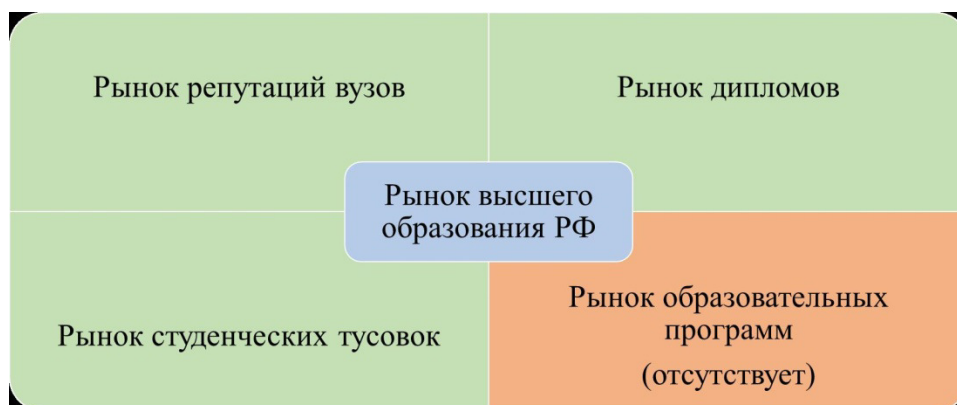 Рынок репутаций вузов
Рынок дипломов
Рынок высшего
образования РФ
Рынок студенческих тусовок
Рынок образовательных
программ
(отсутствует)